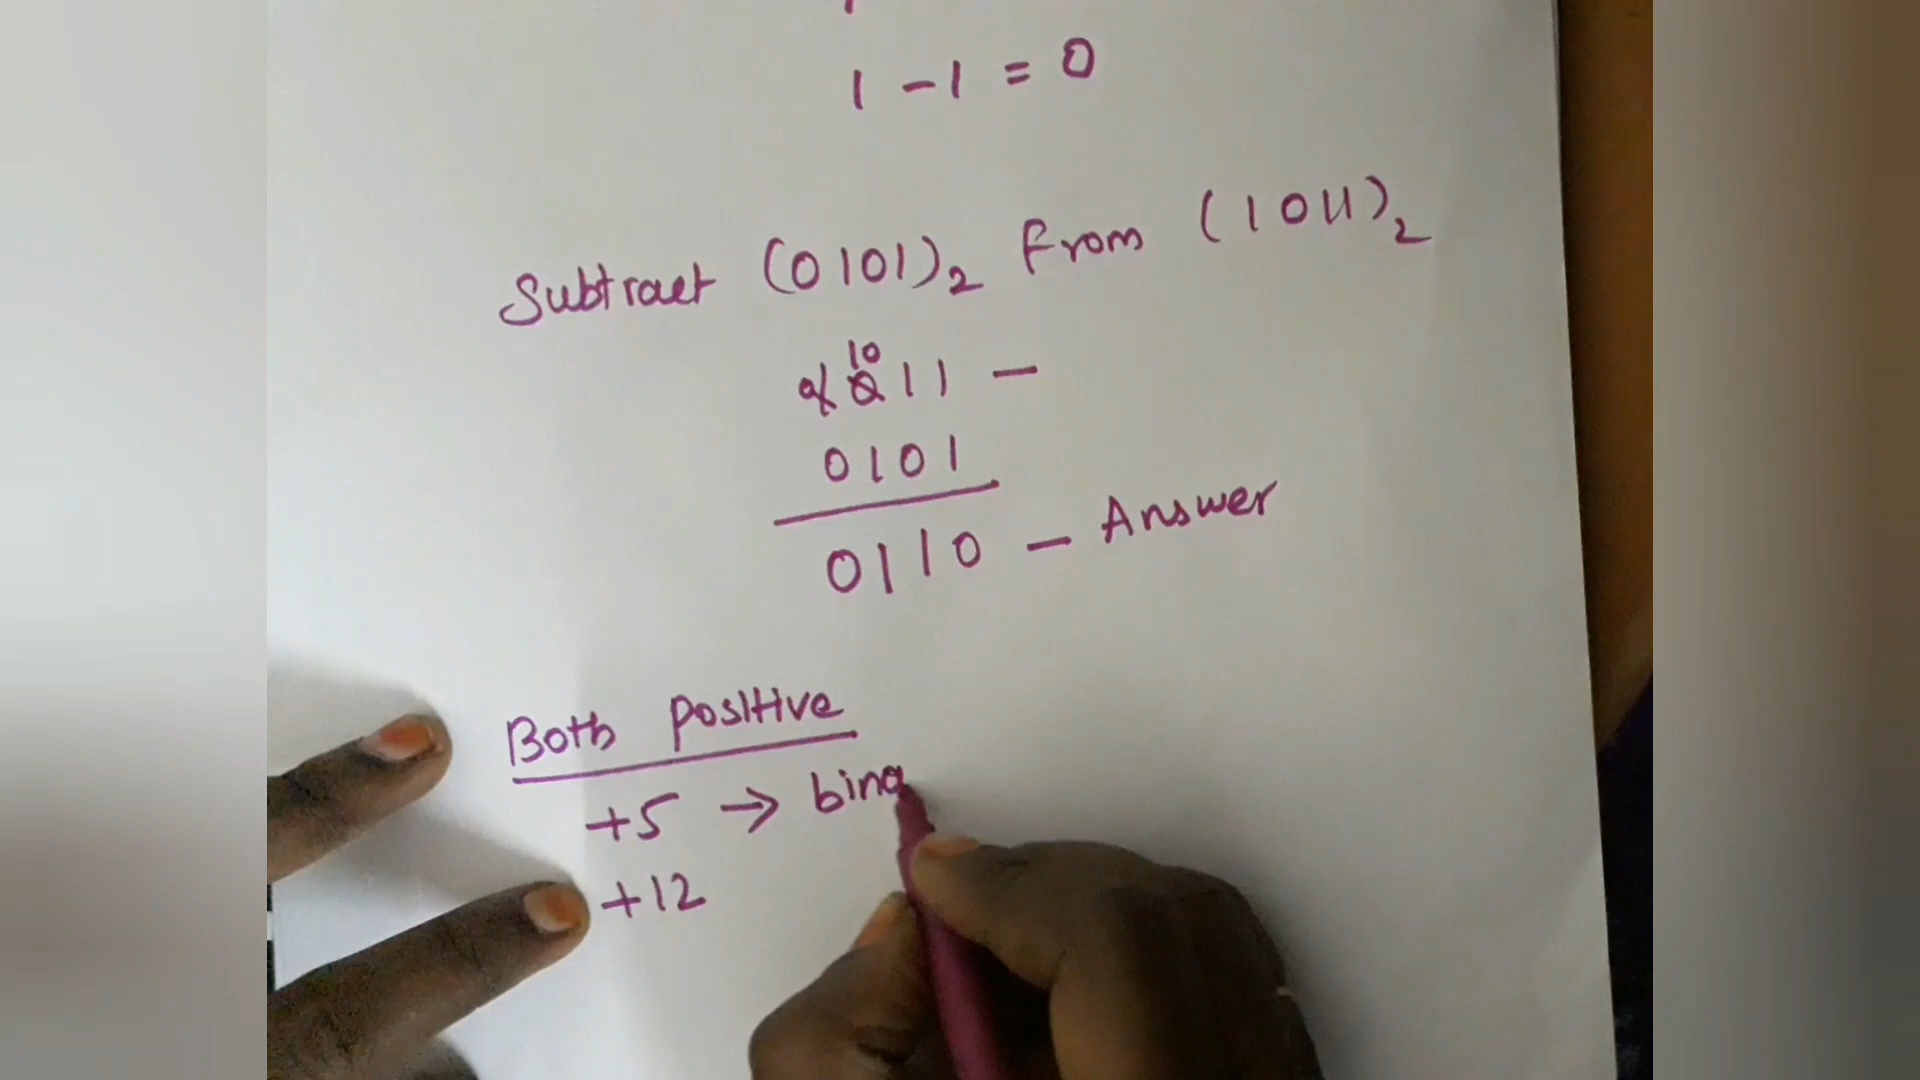 1 - 1 = 0
Subtract (0101)2 from (1011)2
10
1011 -
0101
0110 - Answer
Both positive
+5 → bina
+12